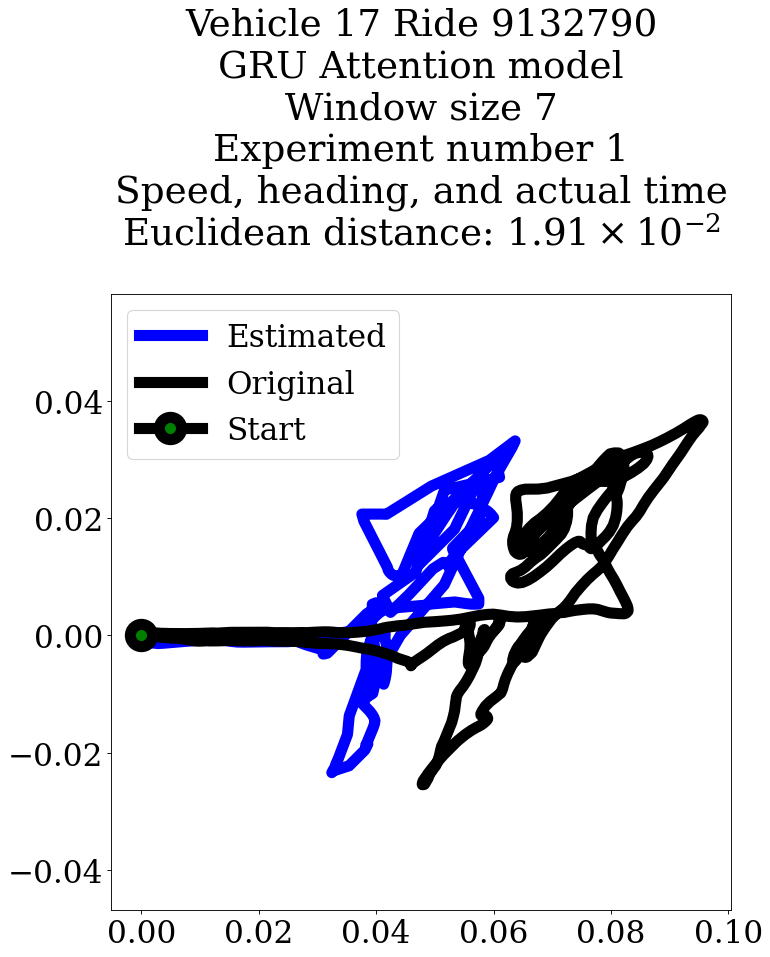 Vehicle 17 Ride 9132790
GRU Attention model
Window size 7
Experiment number 1
Speed, heading, and actual time
Euclidean distance: 1.91 × 10⁻²
Estimated
Original
Start
0.04
0.02
0.00
−0.02
−0.04
0.00 0.02 0.04 0.06 0.08 0.10